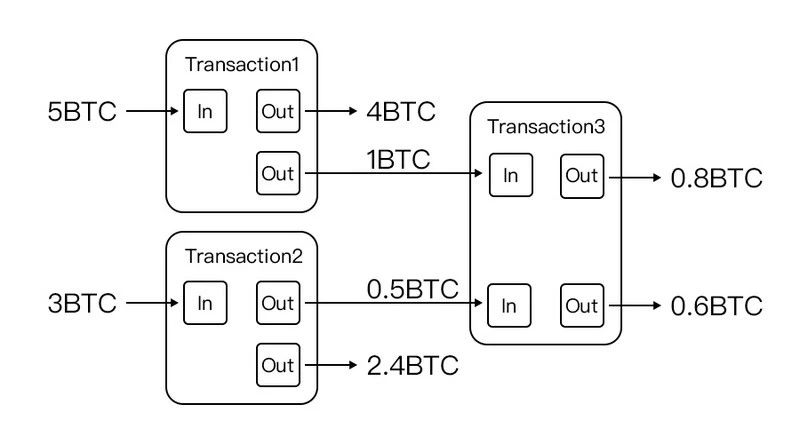 Transaction1
5BTC
In
Out
4BTC
Out
1BTC
Transaction2
3BTC
In
Out
0.5BTC
Out
2.4BTC
Transaction3
In
Out
0.8BTC
In
Out
0.6BTC